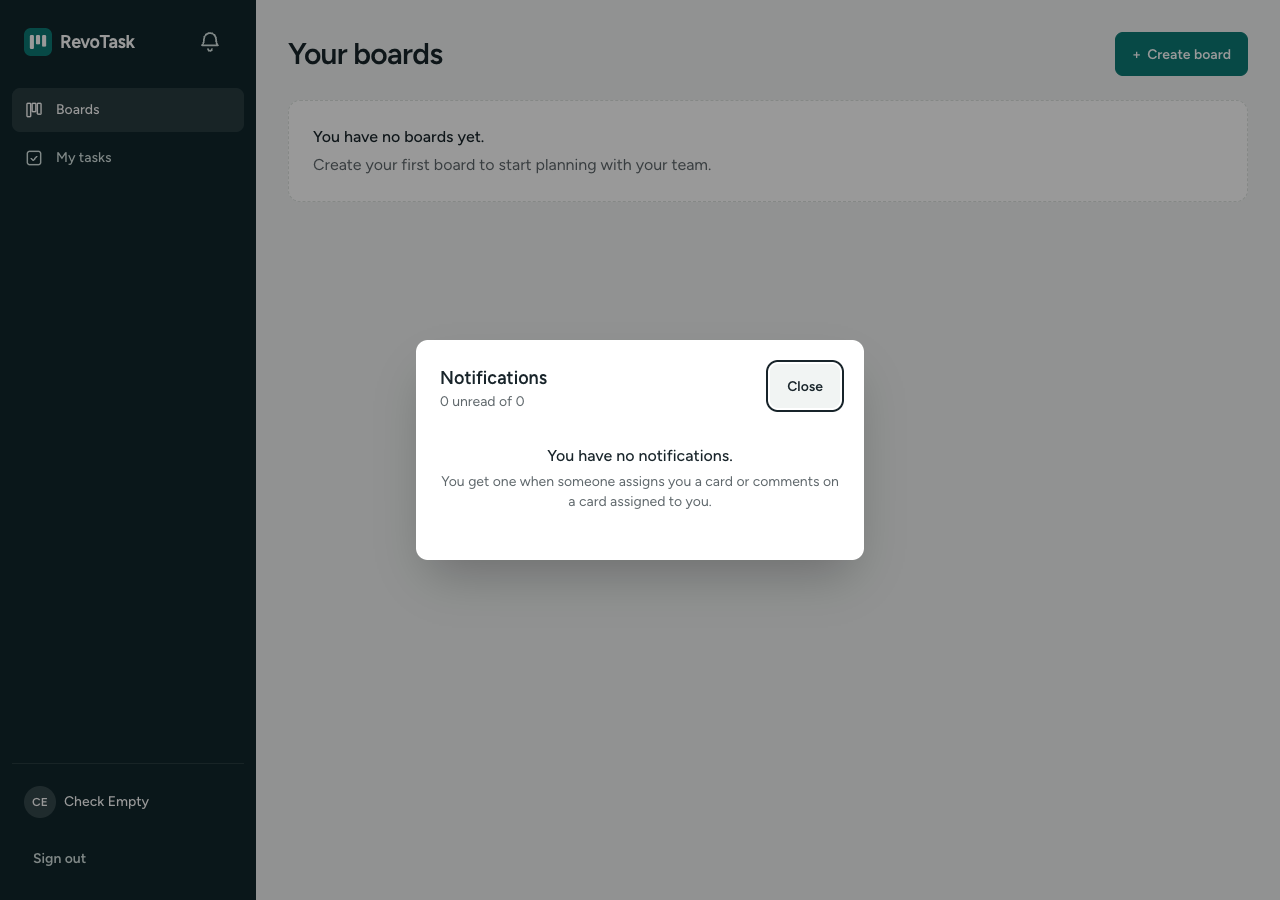 RevoTask
Boards
My tasks
CE
Check Empty
Sign out
Your boards
+ Create board
You have no boards yet.
Create your first board to start planning with your team.
Notifications
0 unread of 0
Close
You have no notifications.
You get one when someone assigns you a card or comments on
a card assigned to you.